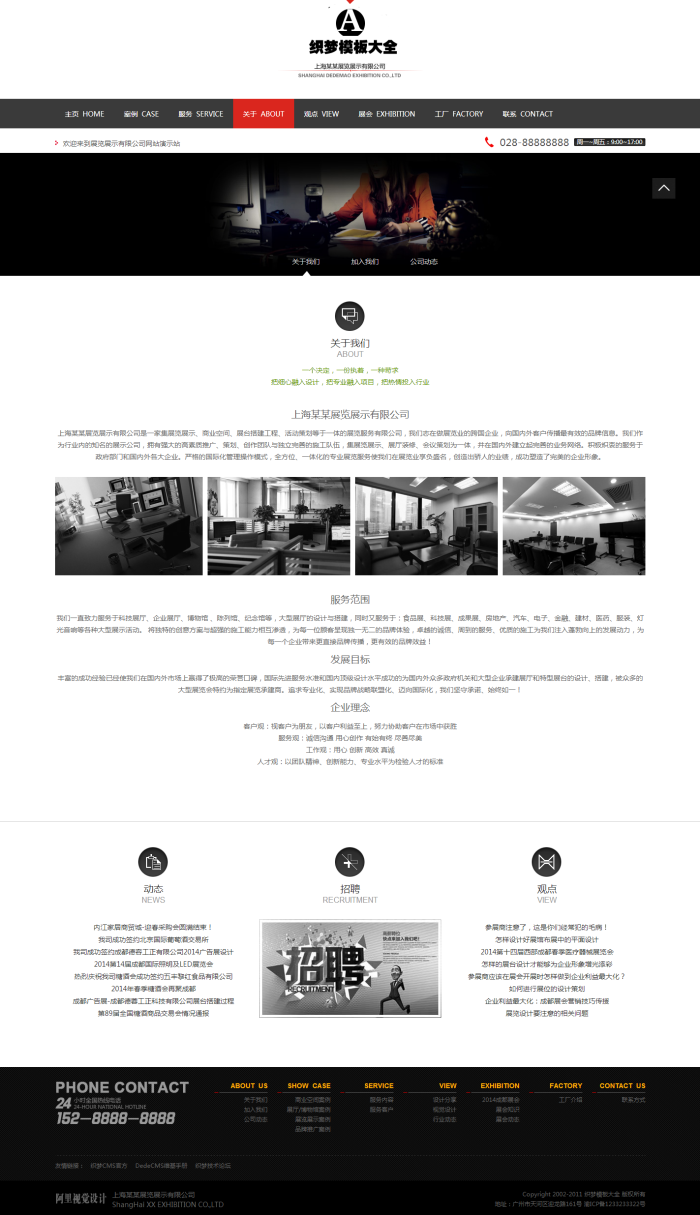 织梦模板大全
上海某某展览展示有限公司
SHANGHAI DEDEMAO EXHIBITION CO.,LTD
主页 HOME 案例 CASE 服务 SERVICE 关于 ABOUT 观点 VIEW 展会 EXHIBITION 工厂 FACTORY 联系 CONTACT
欢迎来到展览展示有限公司网站演示站 028-88888888 周一~周五：9:00~17:00
关于我们 加入我们 公司动态
关于我们
ABOUT
一个决定，一份执着，一种苛求
把细心融入设计，把专业融入项目，把热情投入行业
上海某某展览展示有限公司
上海某某展览展示有限公司是一家集展览展示、商业空间、展台搭建工程、活动策划等于一体的展览服务有限公司，我们志在做展览业的跨国企业，向国内外客户传播最有效的品牌信息。我们作
为行业内的知名的展示公司，拥有强大的高素质推广、策划、创作团队与独立完善的施工队伍，集展览展示、展厅装修、会议策划为一体，并在国内外建立起完善的业务网络。积极织衷的服务于
政府部门和国内外各大企业。严格的国际化管理操作模式，全方位、一体化的专业展览服务使我们在展览业享负盛名，创造出骄人的业绩，成功塑造了完美的企业形象。
服务范围
我们一直致力服务于科技展厅、企业展厅、博物馆、陈列馆、纪念馆等，大型展厅的设计与搭建，同时又服务于：食品展、科技展、成果展、房地产、汽车、电子、金融、建材、医药、服装、灯
光音响等各种大型展示活动。 将独特的创意方案与超强的施工能力相互渗透，为每一位顾客呈现独一无二的品牌体验，卓越的诚信、周到的服务、优质的施工为我们注入蓬勃向上的发展动力，为
每一个企业带来更直接品牌传播，更有效的品牌效益！
发展目标
丰富的成功经验已经使我们在国内外市场上赢得了极高的荣誉口碑，国际先进服务水准和国内顶级设计水平成功的为国内外众多政府机关和大型企业承建展厅和特型展台的设计、搭建，被众多的
大型展览会特约为指定展览承建商。追求专业化、实现品牌战略联盟化、迈向国际化，我们坚守承诺、始终如一！
企业理念
客户观：视客户为朋友，以客户利益至上，努力协助客户在市场中获胜
服务观：诚信沟通 用心创作 有始有终 尽善尽美
工作观：用心 创新 高效 真诚
人才观：以团队精神、创新能力、专业水平为检验人才的标准
动态 招聘 观点
NEWS RECRUITMENT VIEW
内江家居商贸城-迎春采购会圆满结束！
我司成功签约北京国际葡萄酒交易所
我司成功签约成都德蓉工正有限公司2014广告展设计
2014第14届成都国际照明及LED展览会
热烈庆祝我司糖酒会成功签约五丰黎红食品有限公司
2014年春季糖酒会再聚成都
成都广告展-成都德蓉工正科技有限公司展台搭建过程
第89届全国糖酒商品交易会情况通报
招聘
RECRUITMENT
参展商注意了，这是你们经常犯的毛病！
怎样设计好展馆布展中的平面设计
2014第十四届西部成都春季医疗器械展览会
怎样的展台设计才能够为企业形象增光添彩
参展商应该在展会开展时怎样做到企业利益最大化？
如何进行展位的设计策划
企业利益最大化：成都展会营销技巧传授
展览设计要注意的相关问题
PHONE CONTACT
24 小时全国热线电话
24-HOUR NATIONAL HOTLINE
152-8888-8888
ABOUT US
关于我们
加入我们
公司动态
SHOW CASE
商业空间案例
展厅/博物馆案例
展览展示案例
品牌推广案例
SERVICE
服务内容
服务客户
VIEW
设计分享
视觉设计
行业动态
EXHIBITION
2014成都展会
展会知识
展会动态
FACTORY
工厂介绍
CONTACT US
联系方式
友情链接： 织梦CMS官方 DedeCMS维基手册 织梦技术论坛
阿里视觉设计
上海某某展览展示有限公司
ShangHai XX EXHIBITION CO.,LTD
Copyright 2002-2011 织梦模板大全 版权所有